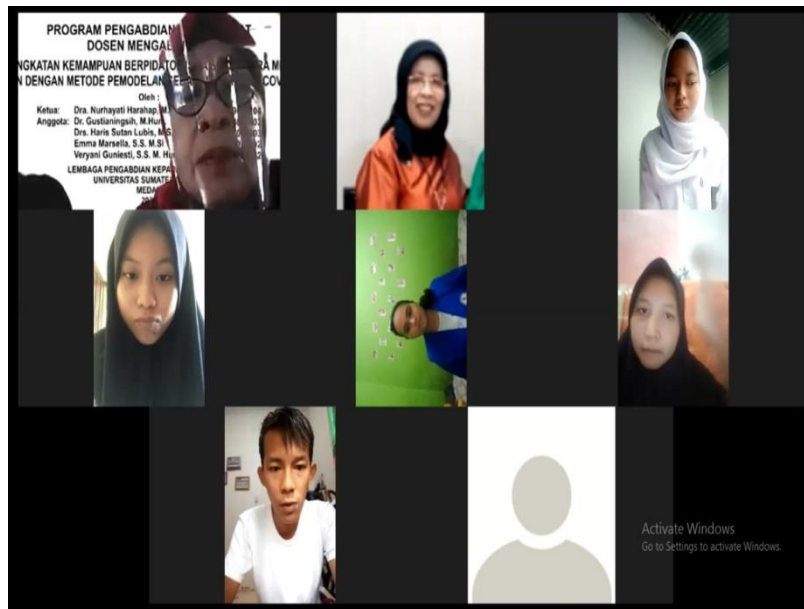 PROGRAM PENGABDIAN
DOSEN MENGA
NGKATAN KEMAMPUAN BERPIDATO
N DENGAN METODE PEMODELAN
Oleh :
Ketua: Dra. Nurhayati Harahap, M.
Anggota: Dr. Gustianingsih, M.Hum
Drs. Haris Sutan Lubis, M.S
Emma Marsella, S.S. M.Si
Veryani Guniesti, S.S. M. Hu
LEMBAGA PENGABDIAN KEPA
UNIVERSITAS SUMATE
MEDA
Activate Windows
Go to Settings to activate Windows.